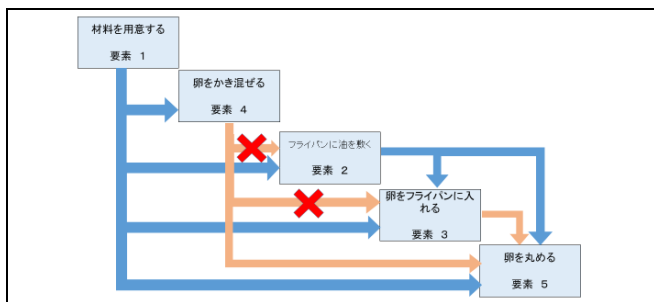 材料を用意する
要素 1
卵をかき混ぜる
要素 4
フライパンに油を敷く
要素 2
卵をフライパンに入
れる
要素 3
卵を丸める
要素 5